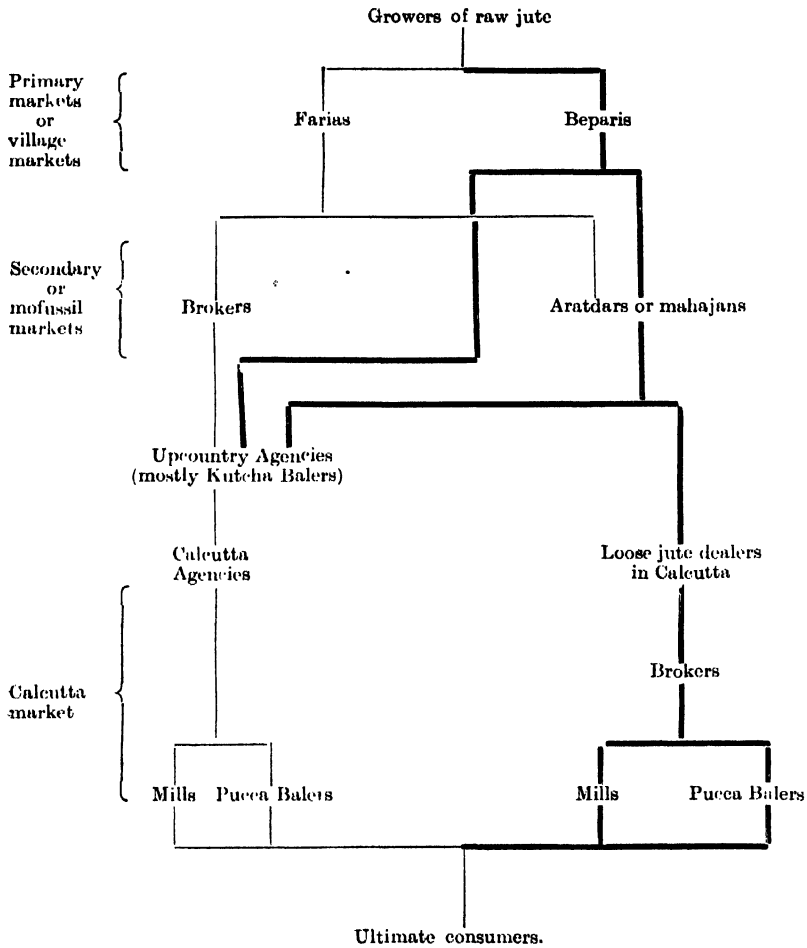 Growers of raw jute
Primary
markets
or
village
markets
Farias
Beparis
Secondary
or
mofussil
markets
Brokers
Aratdars or mahajans
Upcountry Agencies
(mostly Kutcha Balers)
Calcutta
Agencies
Loose jute dealers
in Calcutta
Calcutta
market
Brokers
Mills
Pucca Balers
Mills
Pucca Balers
Ultimate consumers.